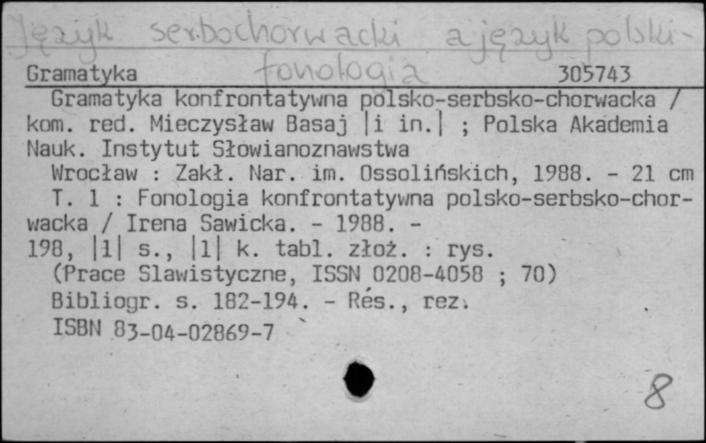 Język serbochorwacki a język polski-
fonologia
Gramatyka 305743
Gramatyka konfrontatywna polsko-serbsko-chorwacka /
kom. red. Mieczysław Basaj |i in.| ; Polska Akademia
Nauk. Instytut Słowianoznawstwa
Wrocław : Zakł. Nar. im. Ossolińskich, 1988. - 21 cm
T. 1 : Fonologia konfrontatywna polsko-serbsko-chor-
wacka / Irena Sawicka. - 1988. -
198, |1| s., |1| k. tabl. złoż. : rys.
(Prace Slawistyczne, ISSN 0208-4058 ; 70)
Bibliogr. s. 182-194. - Rés., rez.
ISBN 83-04-02869-7
8